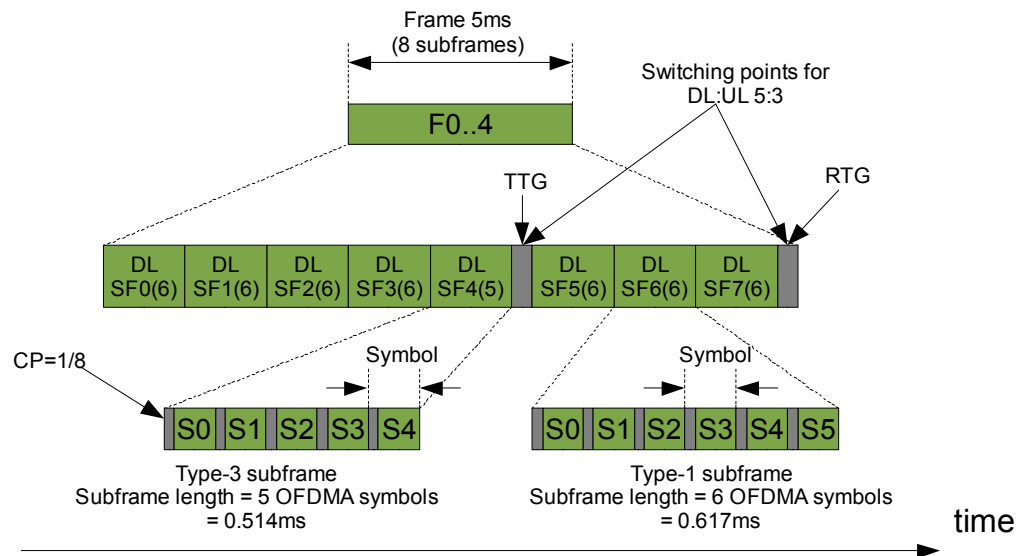 Frame 5ms
(8 subframes)
Switching points for
DL:UL 5:3
F0..4
TTG
RTG
DL
SF0(6)
DL
SF1(6)
DL
SF2(6)
DL
SF3(6)
DL
SF4(5)
DL
SF5(6)
DL
SF6(6)
DL
SF7(6)
CP=1/8
Symbol
Symbol
S0
S1
S2
S3
S4
S0
S1
S2
S3
S4
S5
Type-3 subframe
Subframe length = 5 OFDMA symbols
= 0.514ms
Type-1 subframe
Subframe length = 6 OFDMA symbols
= 0.617ms
time